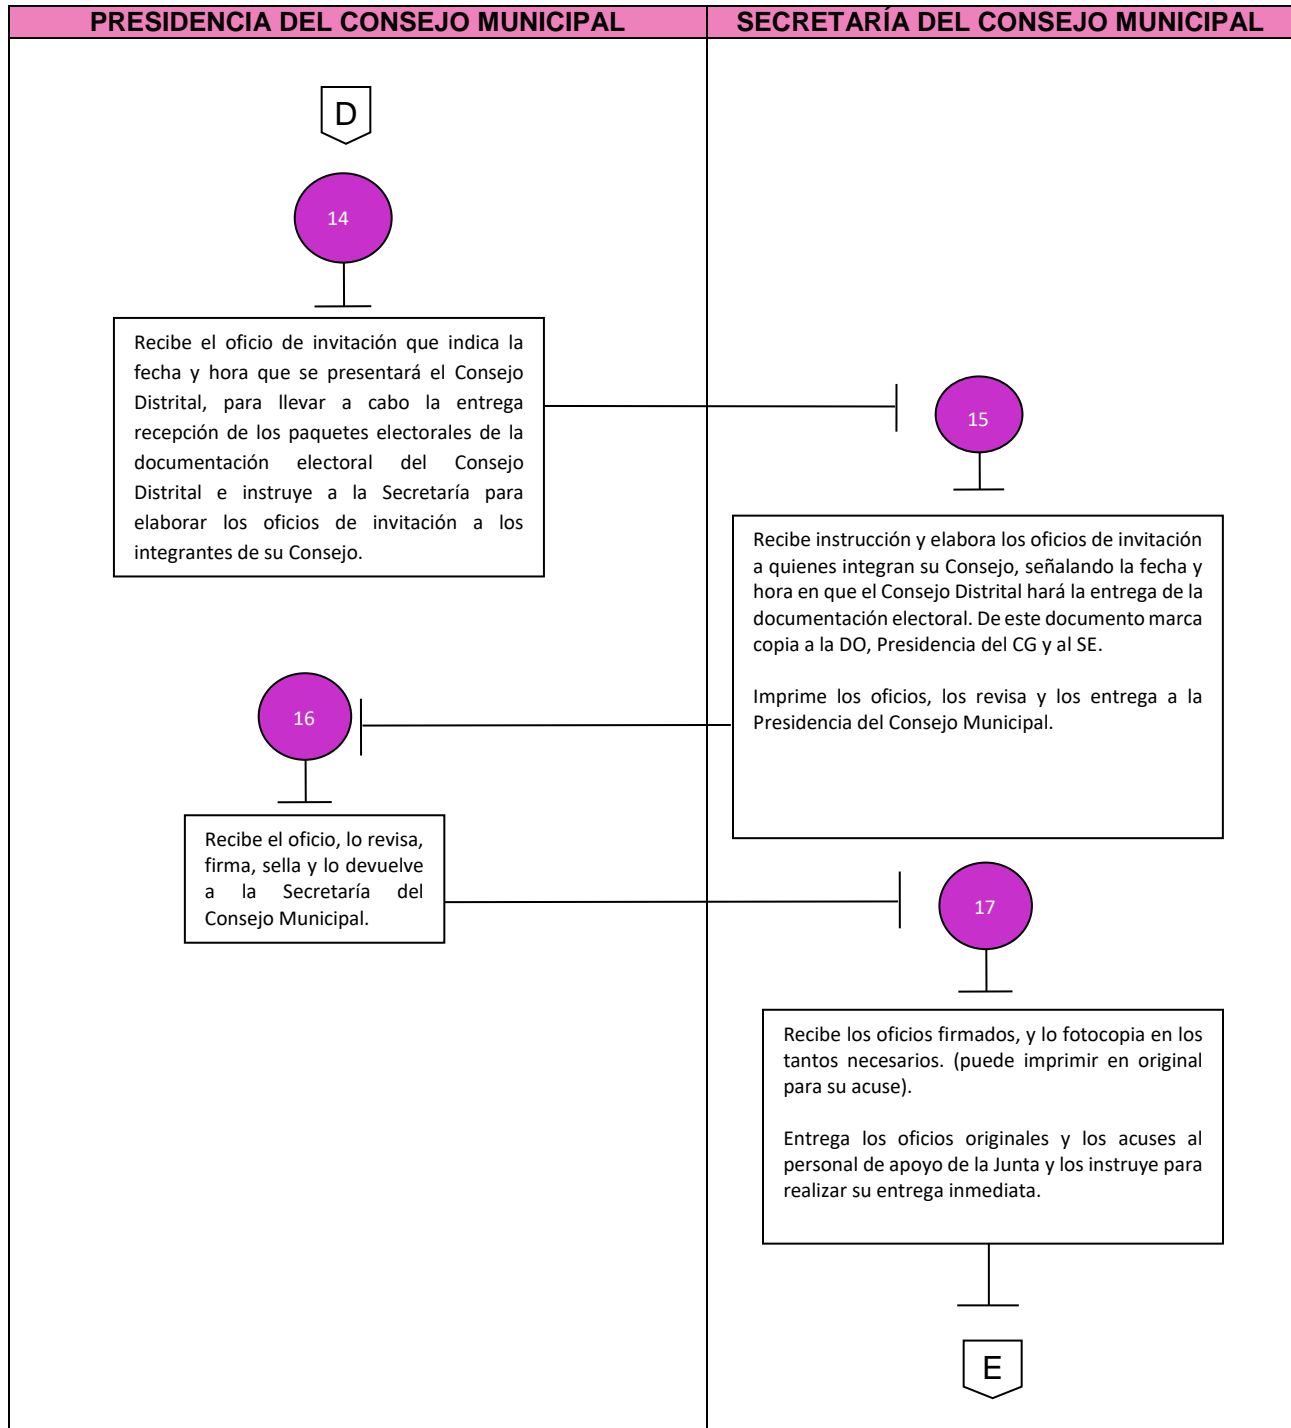 PRESIDENCIA DEL CONSEJO MUNICIPAL
SECRETARÍA DEL CONSEJO MUNICIPAL
D
14
Recibe el oficio de invitación que indica la
fecha y hora que se presentará el Consejo
Distrital, para llevar a cabo la entrega
recepción de los paquetes electorales de la
documentación electoral del Consejo
Distrital e instruye a la Secretaría para
elaborar los oficios de invitación a los
integrantes de su Consejo.
15
Recibe instrucción y elabora los oficios de invitación
a quienes integran su Consejo, señalando la fecha y
hora en que el Consejo Distrital hará la entrega de la
documentación electoral. De este documento marca
copia a la DO, Presidencia del CG y al SE.
Imprime los oficios, los revisa y los entrega a la
Presidencia del Consejo Municipal.
16
Recibe el oficio, lo revisa,
firma, sella y lo devuelve
a la Secretaría del
Consejo Municipal.
17
Recibe los oficios firmados, y lo fotocopia en los
tantos necesarios. (puede imprimir en original
para su acuse).
Entrega los oficios originales y los acuses al
personal de apoyo de la Junta y los instruye para
realizar su entrega inmediata.
E